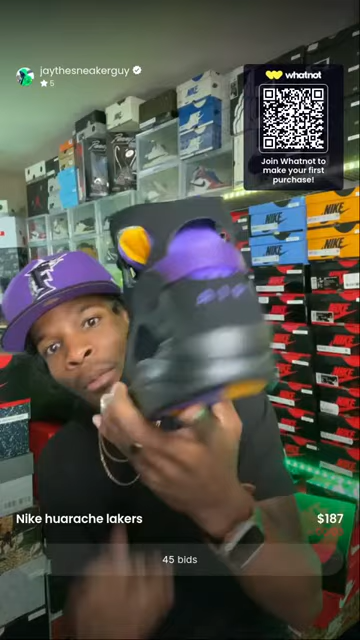 jaythesneakerguy
5
whatnot
Join Whatnot to
make your first
purchase!
NIKE
NIKE
NIKE
NIKE
Nike huarache lakers
$187
45 bids